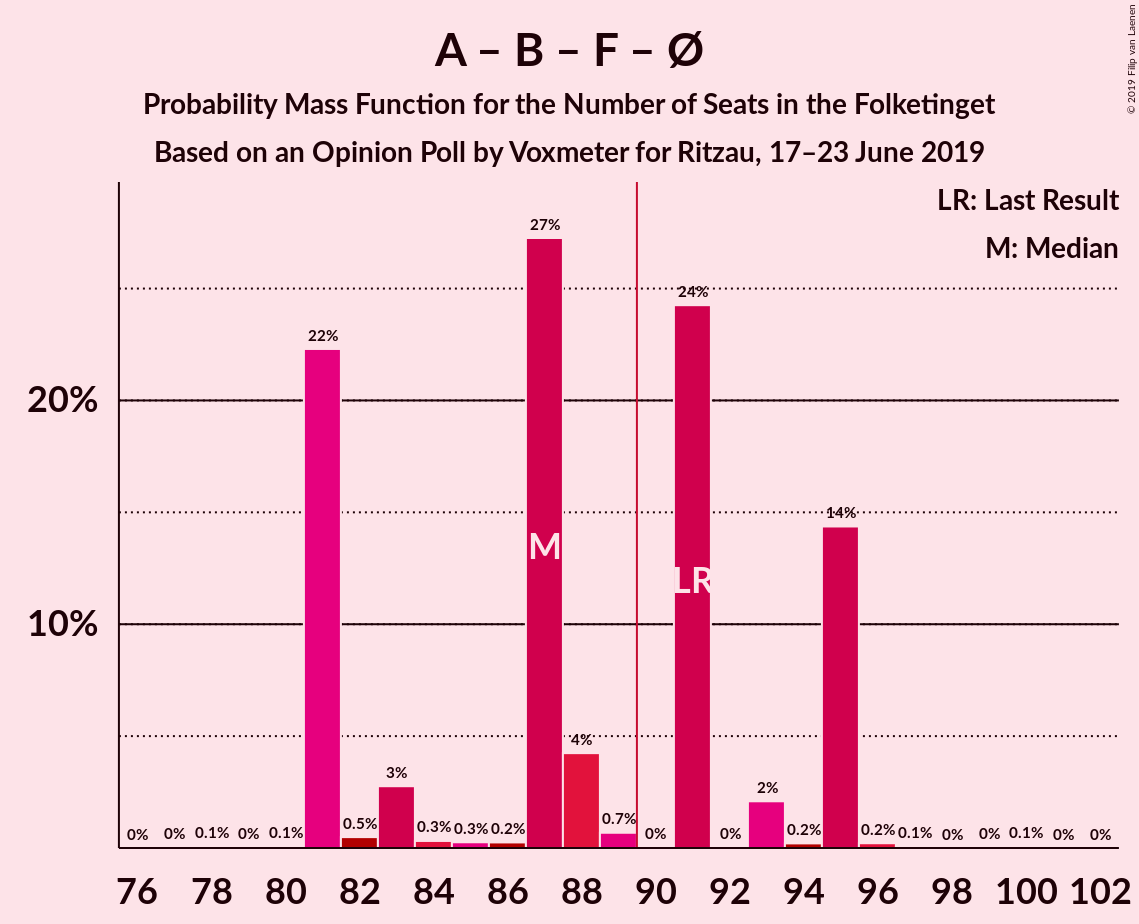 A – B – F – Ø
Probability Mass Function for the Number of Seats in the Folketinget
Based on an Opinion Poll by Voxmeter for Ritzau, 17–23 June 2019
© 2019 Filip van Laenen
LR: Last Result
M: Median
20%
10%
0% 0% 0.1% 0% 0.1% 22% 0.5% 3% 0.3% 0.3% 0.2% 27% 4% 0.7% 0% 24% 0% 2% 0.2% 14% 0.2% 0.1% 0% 0% 0.1% 0% 0%
M
LR
76 78 80 82 84 86 88 90 92 94 96 98 100 102